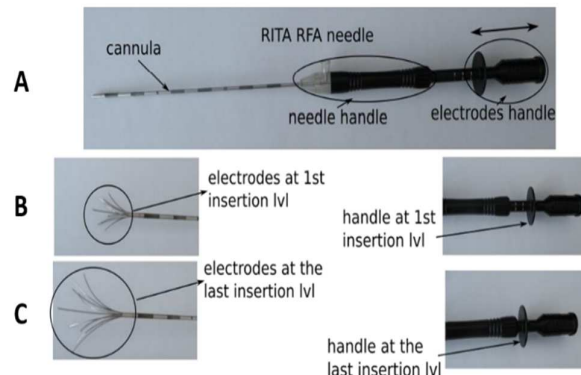 RITA RFA needle
cannula
A
needle handle
electrodes handle
B
electrodes at 1st
insertion lvl
handle at 1st
insertion lvl
C
electrodes at the
last insertion lvl
handle at the
last insertion lvl